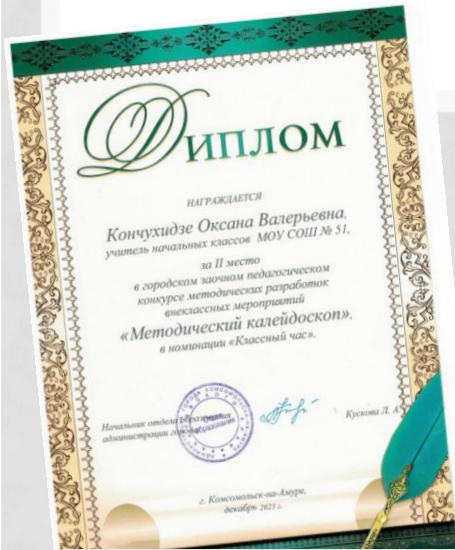 Диплом
НАГРАЖДАЕТСЯ
Кончухидзе Оксана Валерьевна,
учитель начальных классов МОУ СОШ № 51,
за II место
в городском заочном педагогическом
конкурсе методических разработок
внеклассных мероприятий
«Методический калейдоскоп»,
в номинации «Классный час».
Начальник отдела образования
администрации города
Кускова Л. А.
г. Комсомольск-на-Амуре,
декабрь 2023 г.